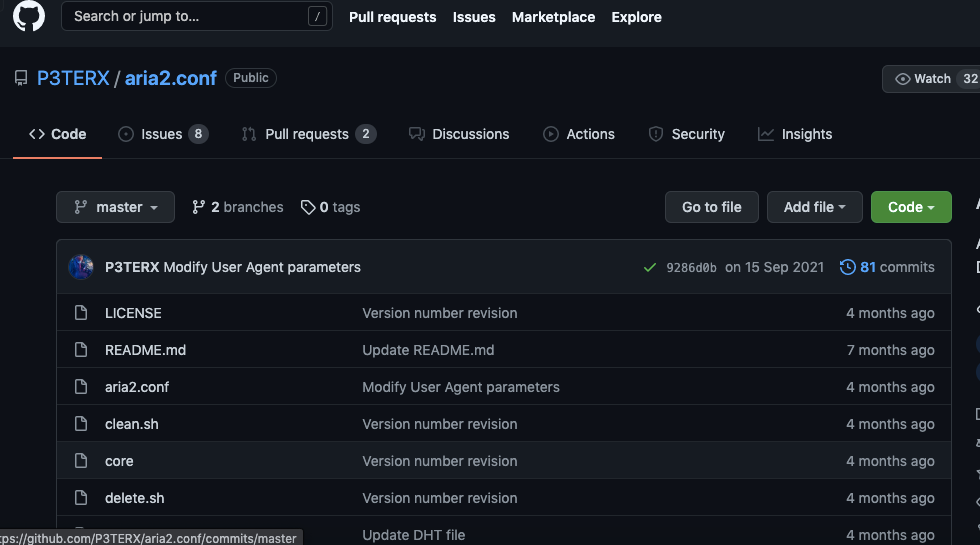 Search or jump to... /
Pull requests Issues Marketplace Explore
P3TERX / aria2.conf Public
Watch 32
Code Issues 8 Pull requests 2 Discussions Actions Security Insights
master 2 branches 0 tags Go to file Add file Code
P3TERX Modify User Agent parameters 9286d0b on 15 Sep 2021 81 commits
LICENSE Version number revision 4 months ago
README.md Update README.md 7 months ago
aria2.conf Modify User Agent parameters 4 months ago
clean.sh Version number revision 4 months ago
core Version number revision 4 months ago
delete.sh Version number revision 4 months ago
Update DHT file 4 months ago
tps://github.com/P3TERX/aria2.conf/commits/master